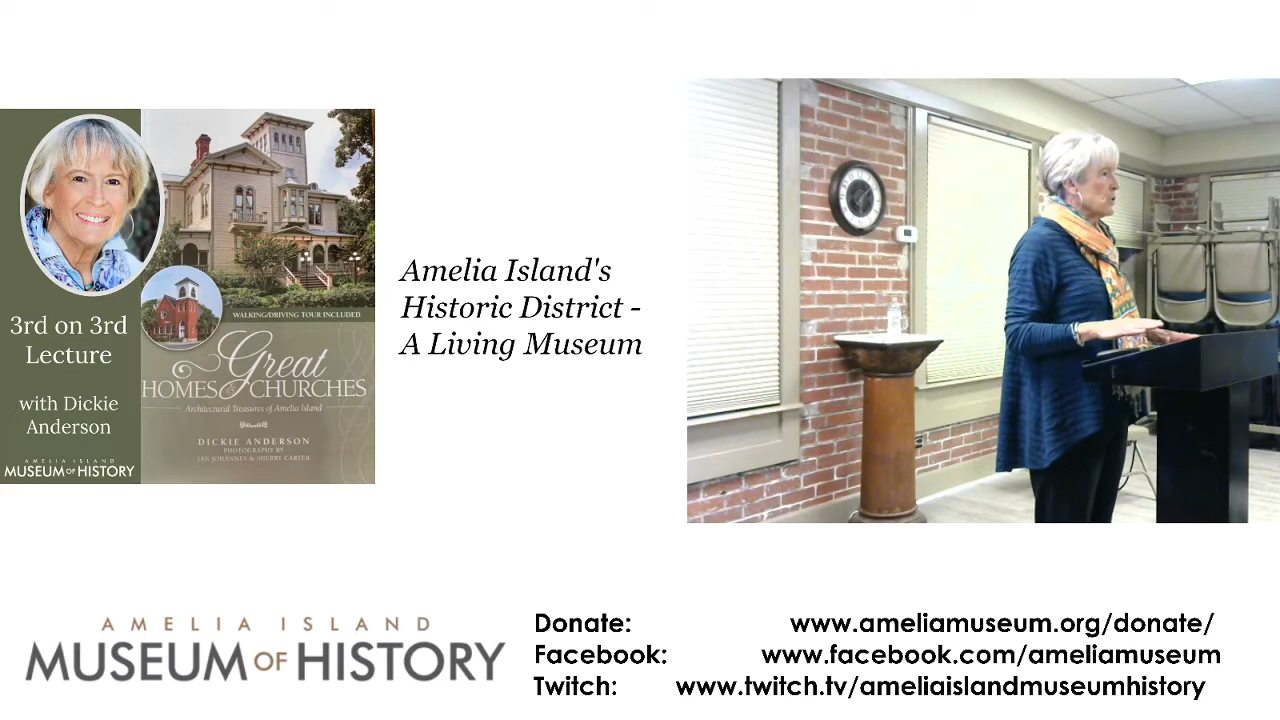 3rd on 3rd
Lecture
with Dickie
Anderson
AMELIA ISLAND
MUSEUM OF HISTORY
WALKING/DRIVING TOUR INCLUDED
Great
HOMES & CHURCHES
Architectural Treasures of Amelia Island
DICKIE ANDERSON
PHOTOGRAPHY BY
JAN JOHANNES & SHERRY CARTER
Amelia Island's
Historic District -
A Living Museum
AMELIA ISLAND
MUSEUM OF HISTORY
Donate: www.ameliamuseum.org/donate/
Facebook: www.facebook.com/ameliamuseum
Twitch: www.twitch.tv/ameliaislandmuseumhistory